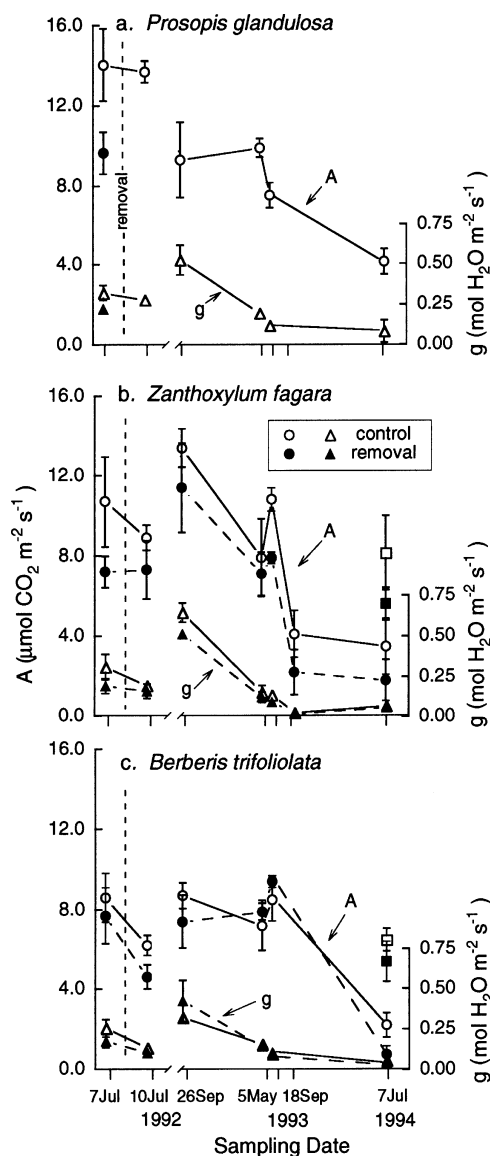 a. Prosopis glandulosa
16.0
12.0
8.0
4.0
0.0
removal
A
g
0.75
0.50
0.25
0.00
g (mol H2O m-2 s-1)
b. Zanthoxylum fagara
16.0
12.0
8.0
4.0
0.0
control
removal
A
g
0.75
0.50
0.25
0.00
g (mol H2O m-2 s-1)
A (μmol CO2 m-2 s-1)
c. Berberis trifoliolata
16.0
12.0
8.0
4.0
0.0
A
g
0.75
0.50
0.25
0.00
g (mol H2O m-2 s-1)
7Jul 10Jul 26Sep 5May 18Sep 7Jul
1992 1993 1994
Sampling Date